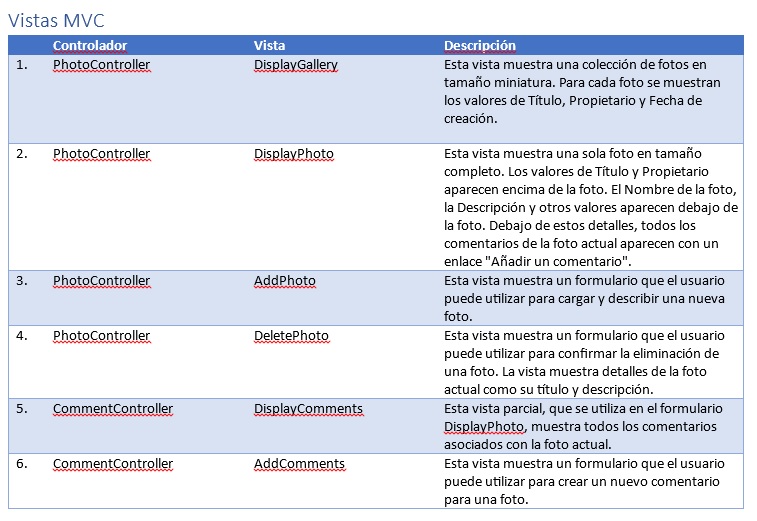 Vistas MVC
Controlador Vista Descripción
1. PhotoController DisplayGallery Esta vista muestra una colección de fotos en
tamaño miniatura. Para cada foto se muestran
los valores de Título, Propietario y Fecha de
creación.
2. PhotoController DisplayPhoto Esta vista muestra una sola foto en tamaño
completo. Los valores de Título y Propietario
aparecen encima de la foto. El Nombre de la foto,
la Descripción y otros valores aparecen debajo de
la foto. Debajo de estos detalles, todos los
comentarios de la foto actual aparecen con un
enlace "Añadir un comentario".
3. PhotoController AddPhoto Esta vista muestra un formulario que el usuario
puede utilizar para cargar y describir una nueva
foto.
4. PhotoController DeletePhoto Esta vista muestra un formulario que el usuario
puede utilizar para confirmar la eliminación de
una foto. La vista muestra detalles de la foto
actual como su título y descripción.
5. CommentController DisplayComments Esta vista parcial, que se utiliza en el formulario
DisplayPhoto, muestra todos los comentarios
asociados con la foto actual.
6. CommentController AddComments Esta vista muestra un formulario que el usuario
puede utilizar para crear un nuevo comentario
para una foto.